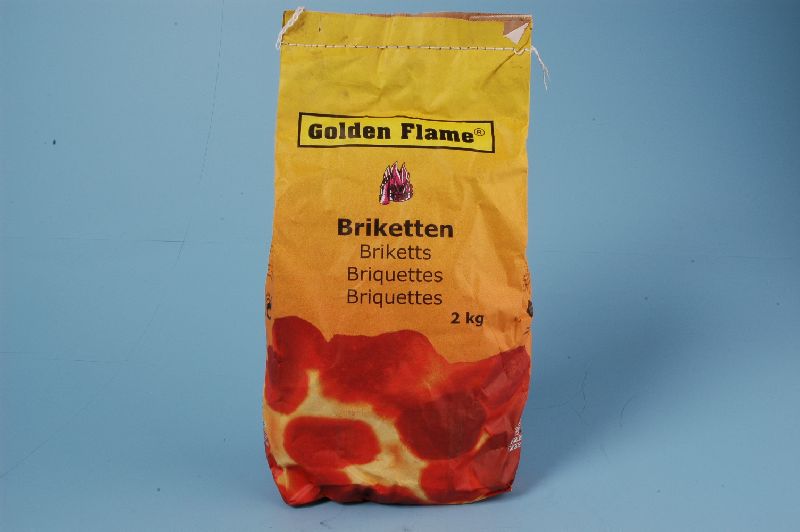 Golden Flame®
Briketten
Briketts
Briquettes
Briquettes
2 kg